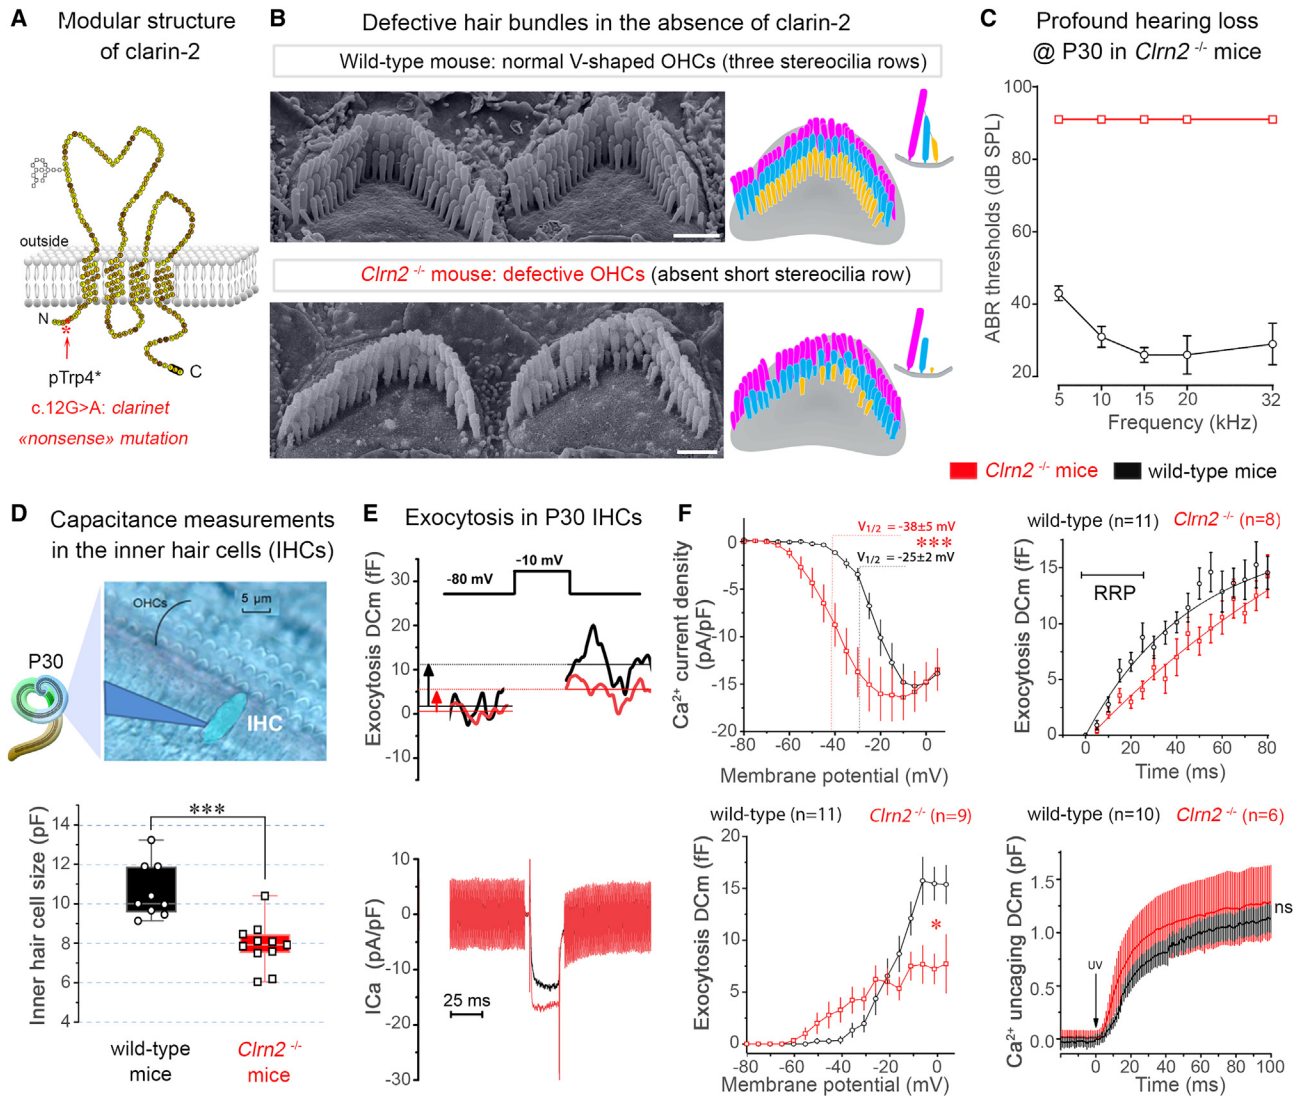 A Modular structure
of clarin-2
outside
N
*
C
pTrp4*
c.12G>A: clarinet
«nonsense» mutation
B Defective hair bundles in the absence of clarin-2
Wild-type mouse: normal V-shaped OHCs (three stereocilia rows)
Clrn2 -/- mouse: defective OHCs (absent short stereocilia row)
C Profound hearing loss
@ P30 in Clrn2 -/- mice
ABR thresholds (dB SPL)
100
80
60
40
20
5 10 15 20 32
Frequency (kHz)
Clrn2 -/- mice wild-type mice
D Capacitance measurements
in the inner hair cells (IHCs)
P30
OHCs
5 µm
IHC
***
Inner hair cell size (pF)
14
12
10
8
6
4
wild-type
mice
Clrn2 -/-
mice
E Exocytosis in P30 IHCs
-80 mV
-10 mV
Exocytosis DCm (fF)
30
20
10
0
-10
ICa (pA/pF)
10
0
-10
-20
-30
25 ms
F
V1/2 = -38±5 mV
***
V1/2 = -25±2 mV
Ca2+ current density
(pA/pF)
0
-5
-10
-15
-20
-80 -60 -40 -20 0
Membrane potential (mV)
wild-type (n=11) Clrn2 -/- (n=8)
RRP
Exocytosis DCm (fF)
15
10
5
0
0 20 40 60 80
Time (ms)
wild-type (n=11) Clrn2 -/- (n=9)
*
Exocytosis DCm (fF)
20
15
10
5
0
-80 -60 -40 -20 0
Membrane potential (mV)
wild-type (n=10) Clrn2 -/- (n=6)
ns
UV
Ca2+ uncaging DCm (pF)
1.5
1.0
0.5
0.0
0 20 40 60 80 100
Time (ms)